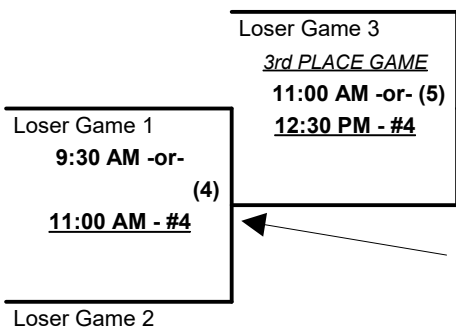 Loser Game 3
3rd PLACE GAME
11:00 AM -or- (5)
12:30 PM - #4
Loser Game 1
9:30 AM -or-
(4)
11:00 AM - #4
Loser Game 2